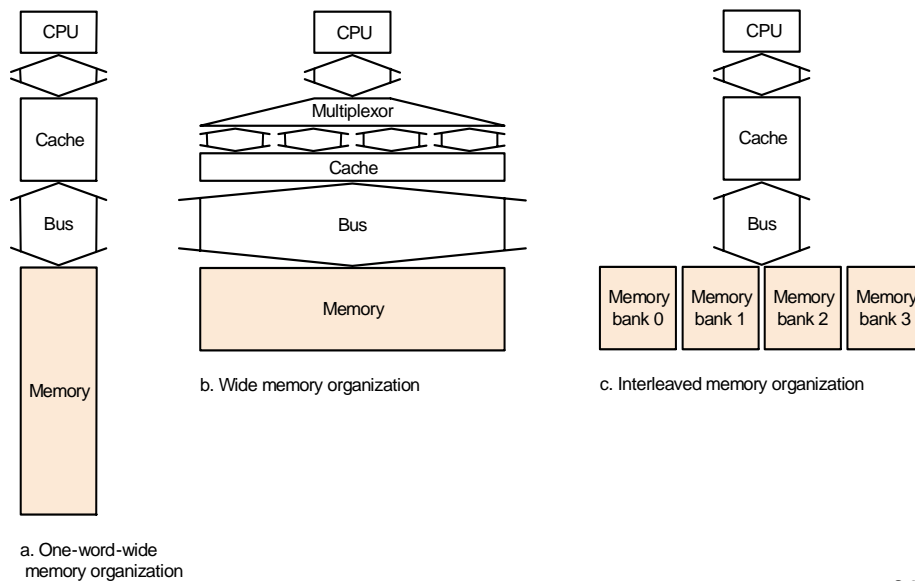 CPU
Cache
Bus
Memory
a. One-word-wide
memory organization
CPU
Multiplexor
Cache
Bus
Memory
b. Wide memory organization
CPU
Cache
Bus
Memory
bank 0
Memory
bank 1
Memory
bank 2
Memory
bank 3
c. Interleaved memory organization